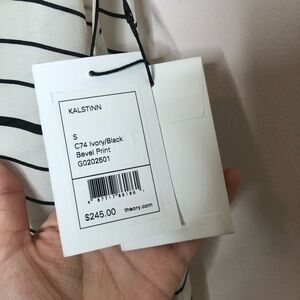 KALSTINN
S
C74 Ivory/Black
Bevel Print
G0202501
$245.00 theory.com